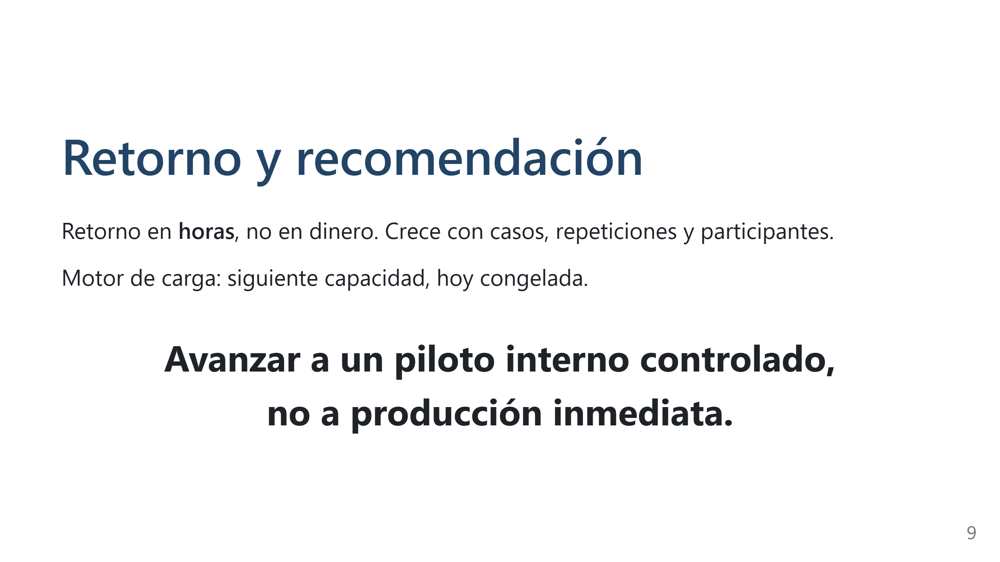 Retorno y recomendación
Retorno en horas, no en dinero. Crece con casos, repeticiones y participantes.
Motor de carga: siguiente capacidad, hoy congelada.
Avanzar a un piloto interno controlado,
no a producción inmediata.
9